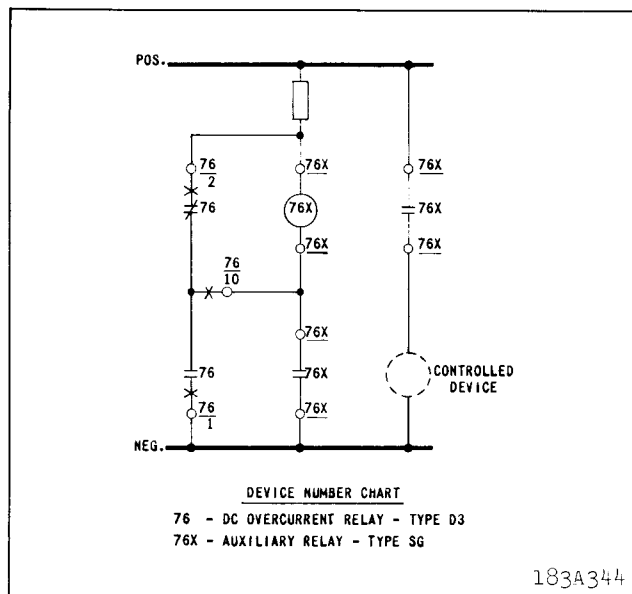 POS.
76
2
76X
76X
76
76X
76X
76X
76X
76
10
76X
76
76X
CONTROLLED
DEVICE
76
1
76X
NEG.
DEVICE NUMBER CHART
76 - DC OVERCURRENT RELAY - TYPE D3
76X - AUXILIARY RELAY - TYPE SG
183A344